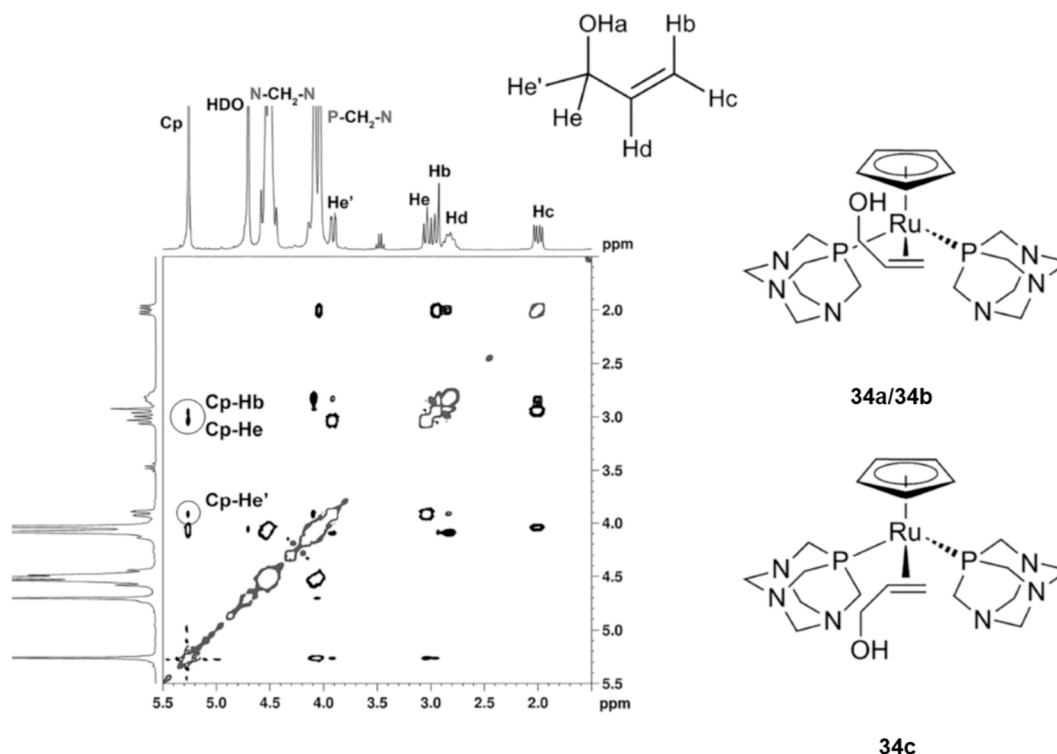 OHa
Hb
He'
He
Hc
Hd
Cp
HDO
N-CH₂-N
P-CH₂-N
He'
He
Hb
Hd
Hc
ppm
Cp-Hb
Cp-He
Cp-He'
2.0
2.5
3.0
3.5
4.0
4.5
5.0
5.5
5.5
5.0
4.5
4.0
3.5
3.0
2.5
2.0
ppm
OH
Ru
P
P
N
N
N
N
N
N
34a/34b
Ru
P
P
N
N
N
N
N
N
OH
34c